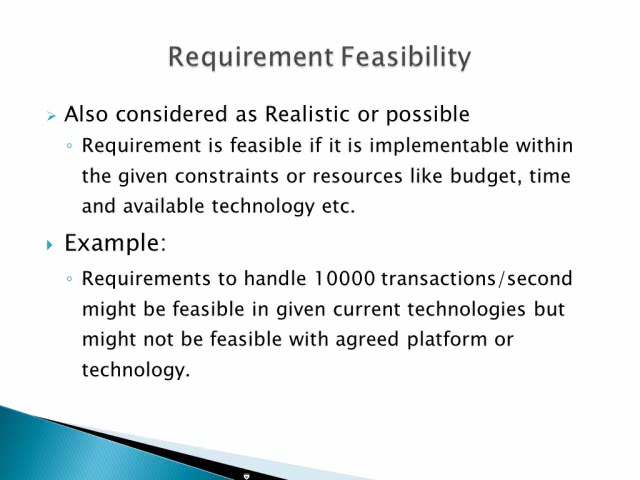 Requirement Feasibility
Also considered as Realistic or possible
Requirement is feasible if it is implementable within
the given constraints or resources like budget, time
and available technology etc.
Example:
Requirements to handle 10000 transactions/second
might be feasible in given current technologies but
might not be feasible with agreed platform or
technology.